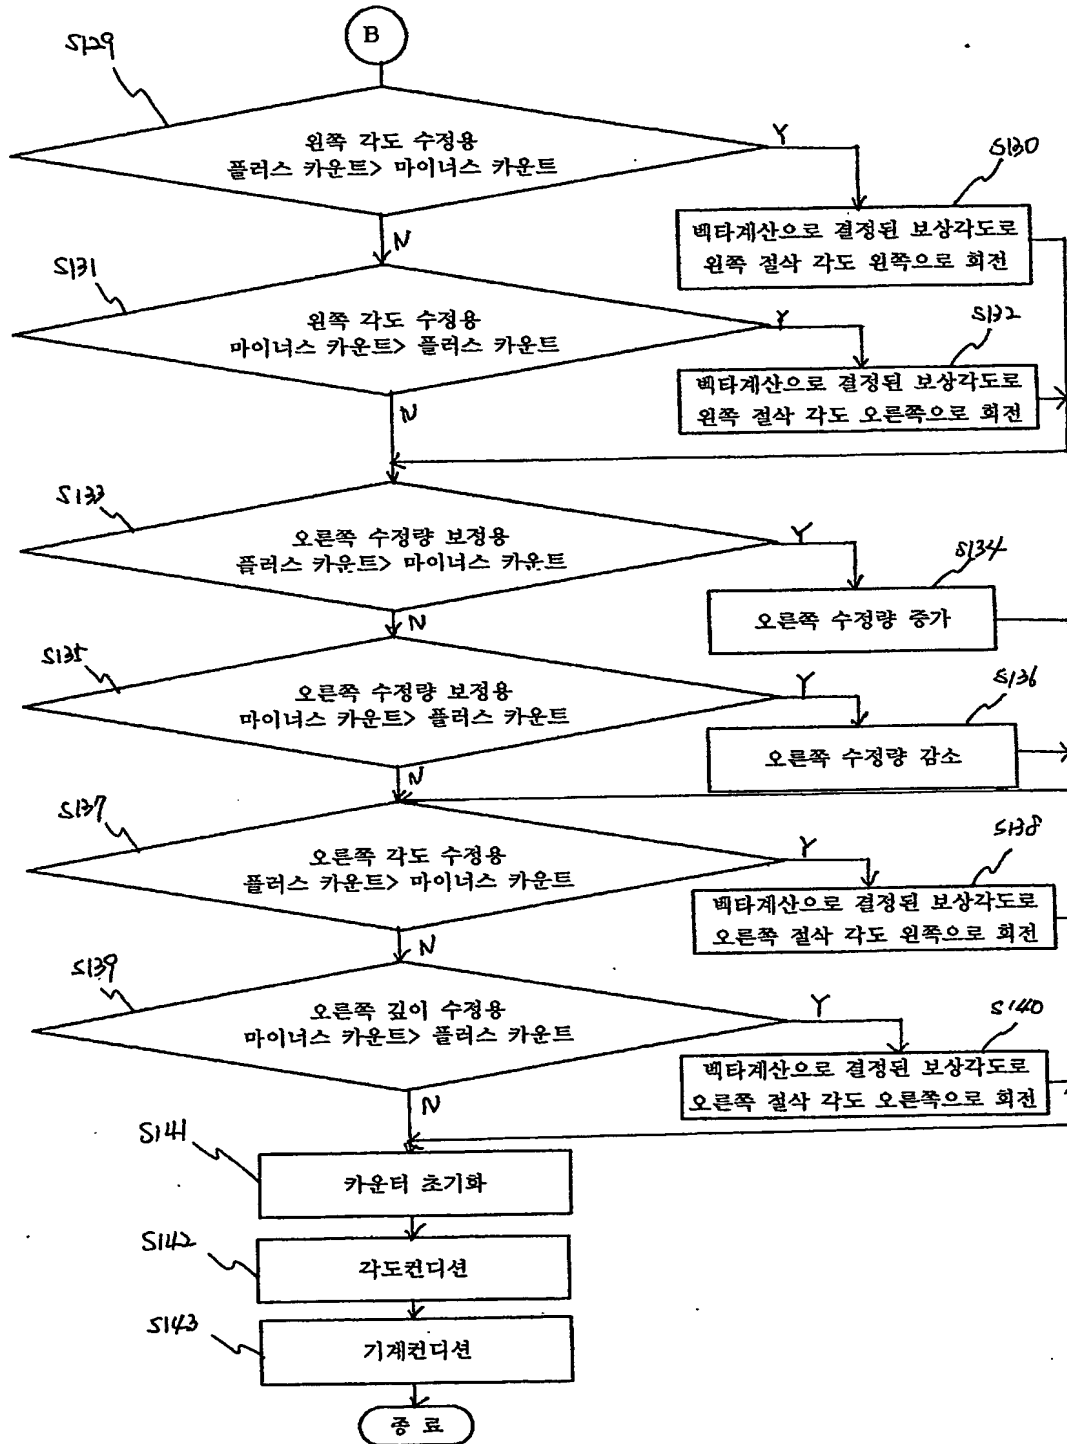 B
S129
왼쪽 각도 수정용
플러스 카운트> 마이너스 카운트
Y
S130
벡타계산으로 결정된 보상각도로
왼쪽 절삭 각도 왼쪽으로 회전
N
S131
왼쪽 각도 수정용
마이너스 카운트> 플러스 카운트
Y
S132
벡타계산으로 결정된 보상각도로
왼쪽 절삭 각도 오른쪽으로 회전
N
S133
오른쪽 수정량 보정용
플러스 카운트> 마이너스 카운트
Y
S134
오른쪽 수정량 증가
N
S135
오른쪽 수정량 보정용
마이너스 카운트> 플러스 카운트
Y
S136
오른쪽 수정량 감소
N
S137
오른쪽 각도 수정용
플러스 카운트> 마이너스 카운트
Y
S138
벡타계산으로 결정된 보상각도로
오른쪽 절삭 각도 왼쪽으로 회전
N
S139
오른쪽 깊이 수정용
마이너스 카운트> 플러스 카운트
Y
S140
벡타계산으로 결정된 보상각도로
오른쪽 절삭 각도 오른쪽으로 회전
N
S141
카운터 초기화
S142
각도컨디션
S143
기계컨디션
종 료